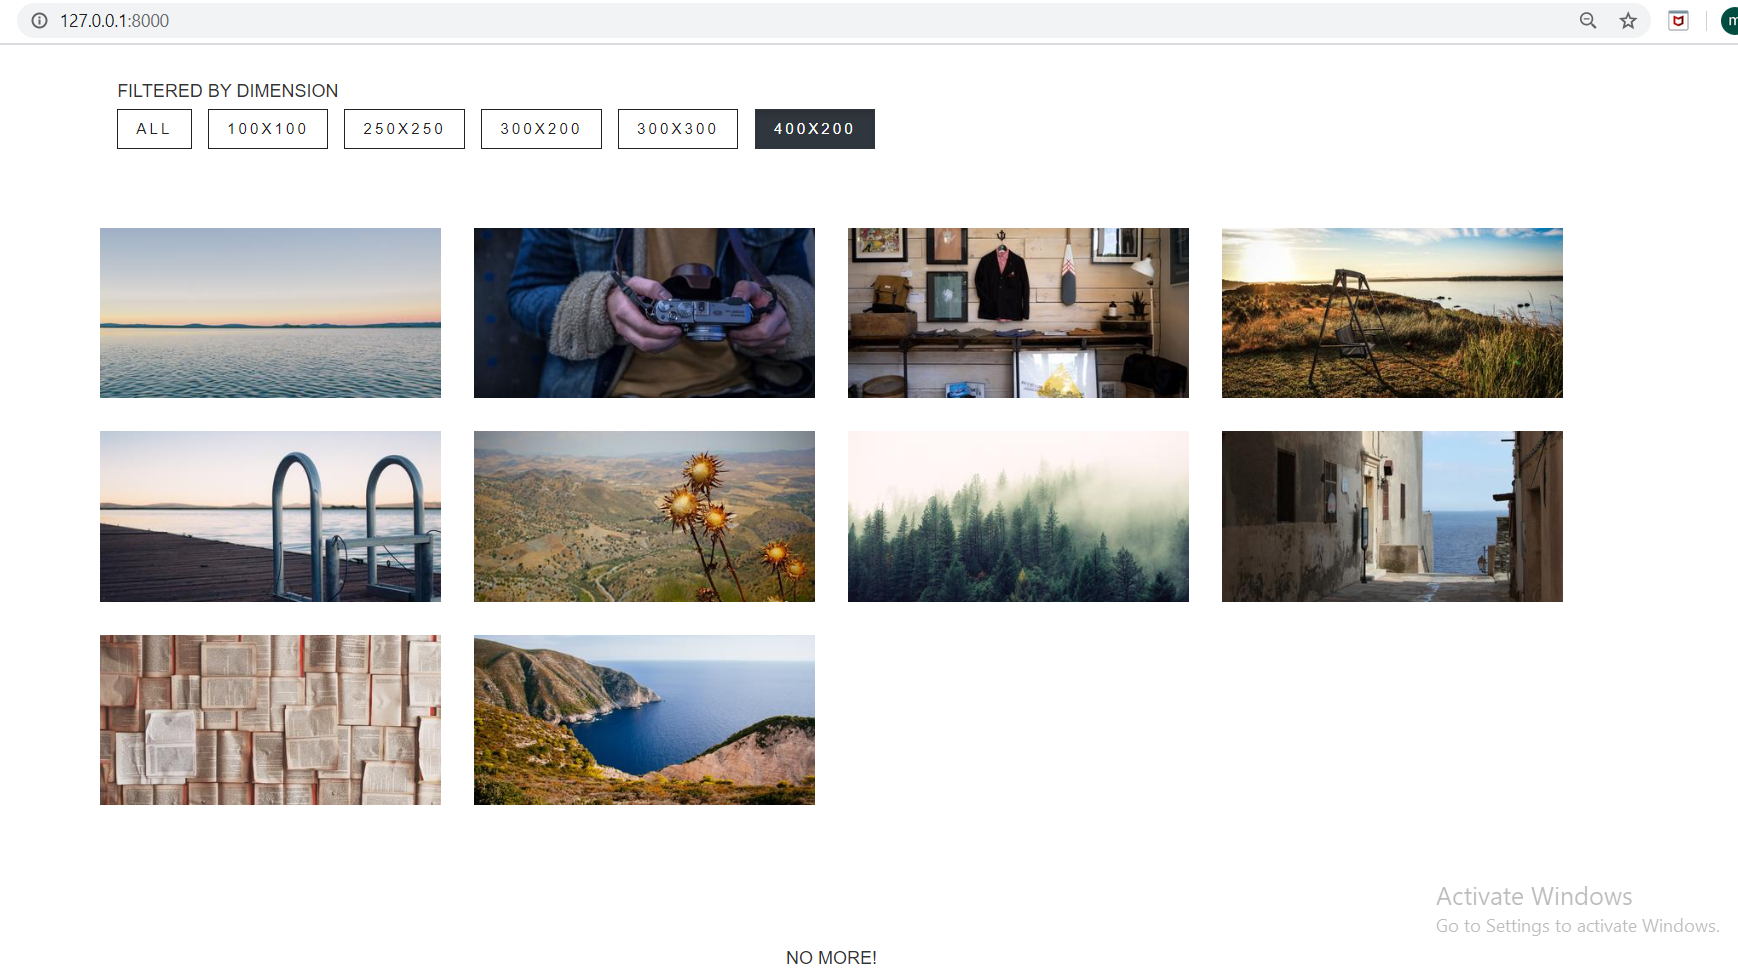 127.0.0.1:8000
FILTERED BY DIMENSION
ALL 100X100 250X250 300X200 300X300 400X200
Activate Windows
Go to Settings to activate Windows.
NO MORE!